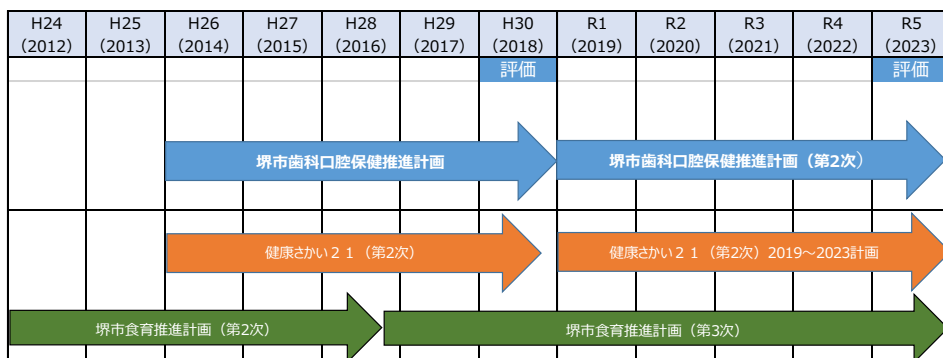 H24 H25 H26 H27 H28 H29 H30 R1 R2 R3 R4 R5
(2012) (2013) (2014) (2015) (2016) (2017) (2018) (2019) (2020) (2021) (2022) (2023)
評価 評価
堺市歯科口腔保健推進計画 堺市歯科口腔保健推進計画（第2次）
健康さかい２１（第2次） 健康さかい２１（第2次）2019～2023計画
堺市食育推進計画（第2次） 堺市食育推進計画（第3次）